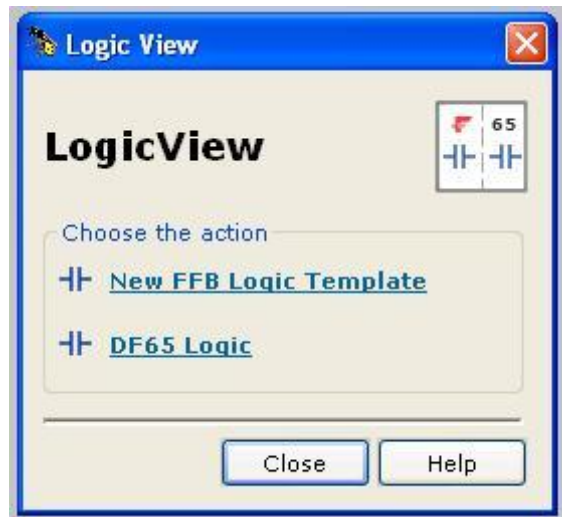 Logic View
LogicView
65
Choose the action
New FFB Logic Template
DF65 Logic
Close
Help